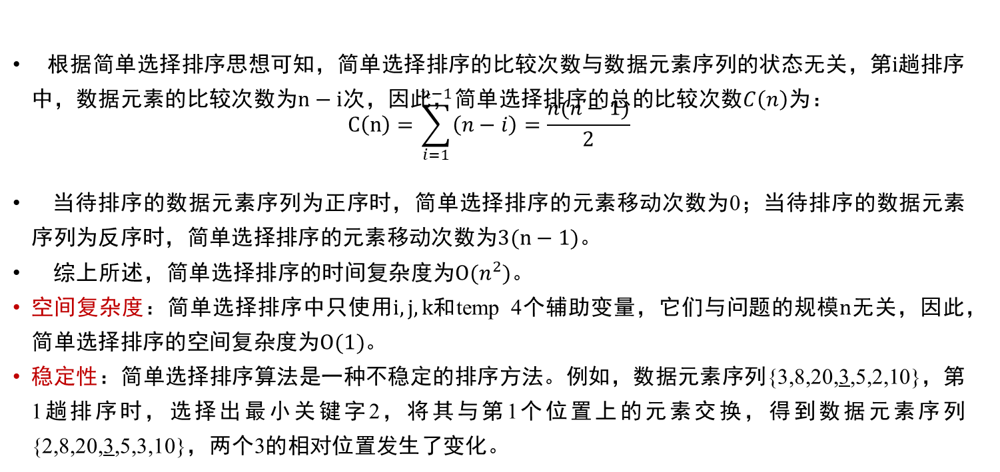 • 根据简单选择排序思想可知，简单选择排序的比较次数与数据元素序列的状态无关，第i趟排序
中，数据元素的比较次数为n − i次，因此，简单选择排序的总的比较次数C(n)为：
C(n) = ∑_{i=1}^{n−1} (n − i) = n(n − 1)/2
• 当待排序的数据元素序列为正序时，简单选择排序的元素移动次数为0；当待排序的数据元素
序列为反序时，简单选择排序的元素移动次数为3(n − 1)。
• 综上所述，简单选择排序的时间复杂度为O(n²)。
• 空间复杂度：简单选择排序中只使用i, j, k和temp 4个辅助变量，它们与问题的规模n无关，因此，
简单选择排序的空间复杂度为O(1)。
• 稳定性：简单选择排序算法是一种不稳定的排序方法。例如，数据元素序列{3,8,20,3,5,2,10}，第
1趟排序时，选择出最小关键字2，将其与第1个位置上的元素交换，得到数据元素序列
{2,8,20,3,5,3,10}，两个3的相对位置发生了变化。